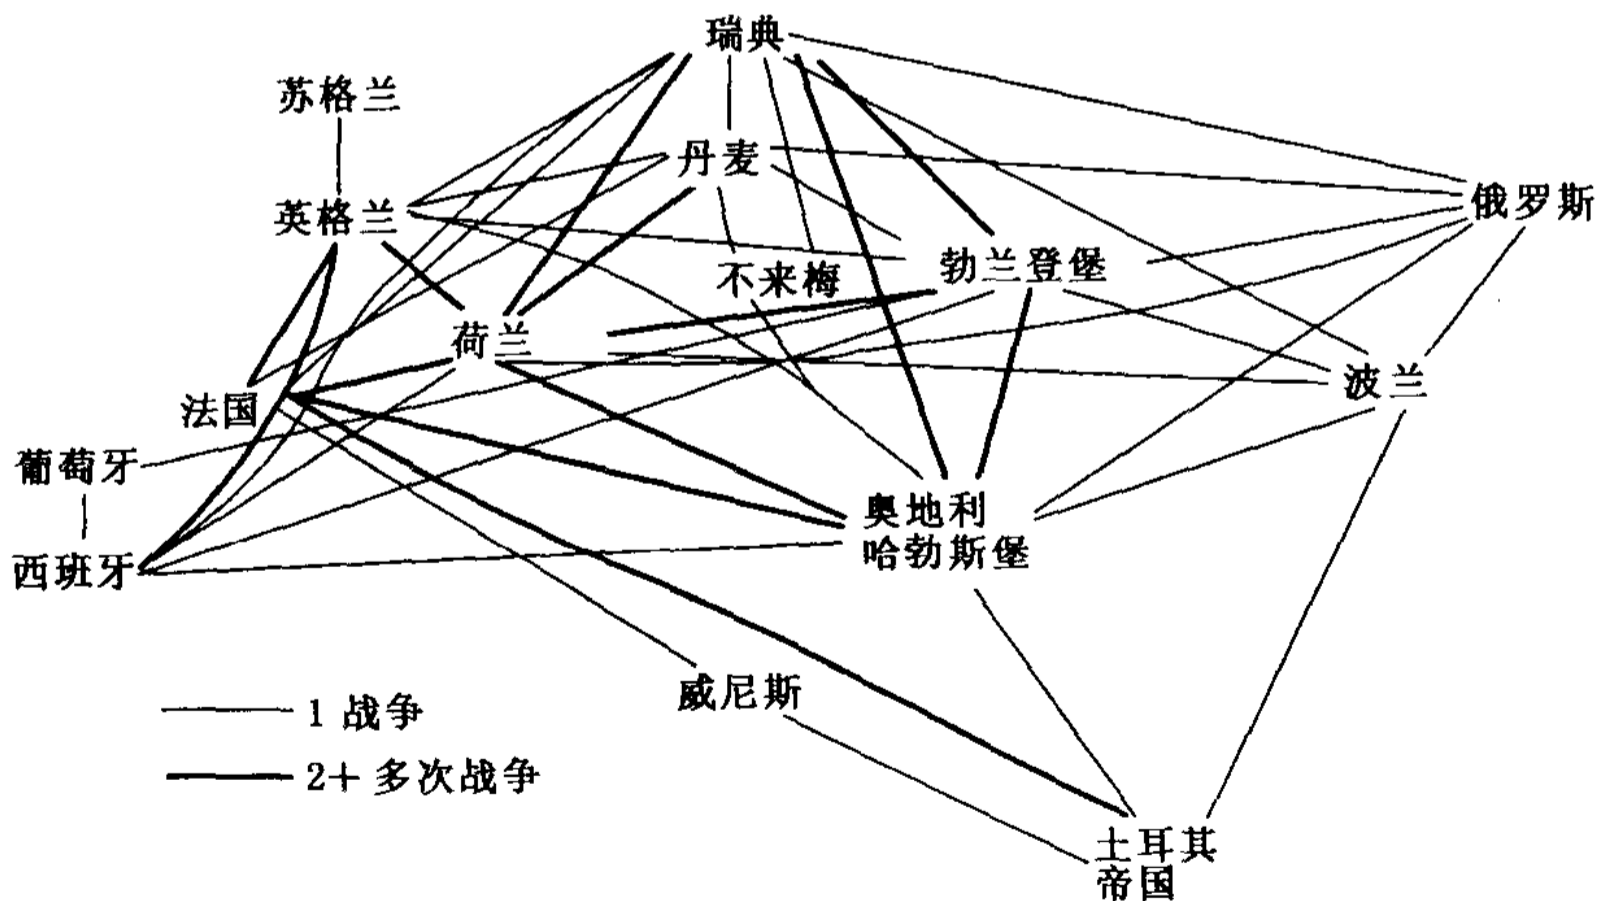 瑞典
苏格兰
丹麦
英格兰
俄罗斯
不来梅
勃兰登堡
荷兰
波兰
法国
葡萄牙
奥地利
哈勃斯堡
西班牙
威尼斯
1 战争
2+ 多次战争
土耳其
帝国